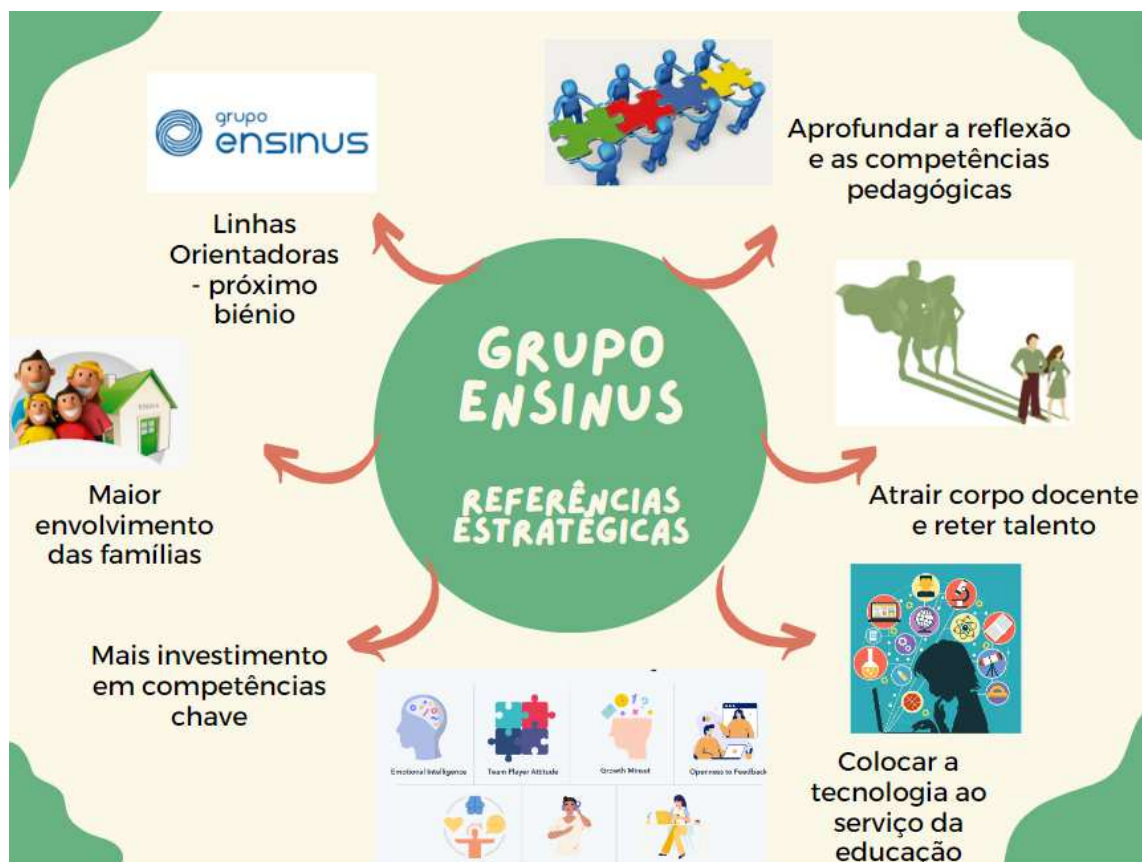 grupo
ensinus
Linhas
Orientadoras
- próximo
biénio
Aprofundar a reflexão
e as competências
pedagógicas
GRUPO
ENSINUS
REFERÊNCIAS
ESTRATÉGICAS
Maior
envolvimento
das famílias
Atrair corpo docente
e reter talento
Mais investimento
em competências
chave
Emotional Intelligence
Team Player Attitude
Growth Minset
Openness to Feedback
Colocar a
tecnologia ao
serviço da
educação